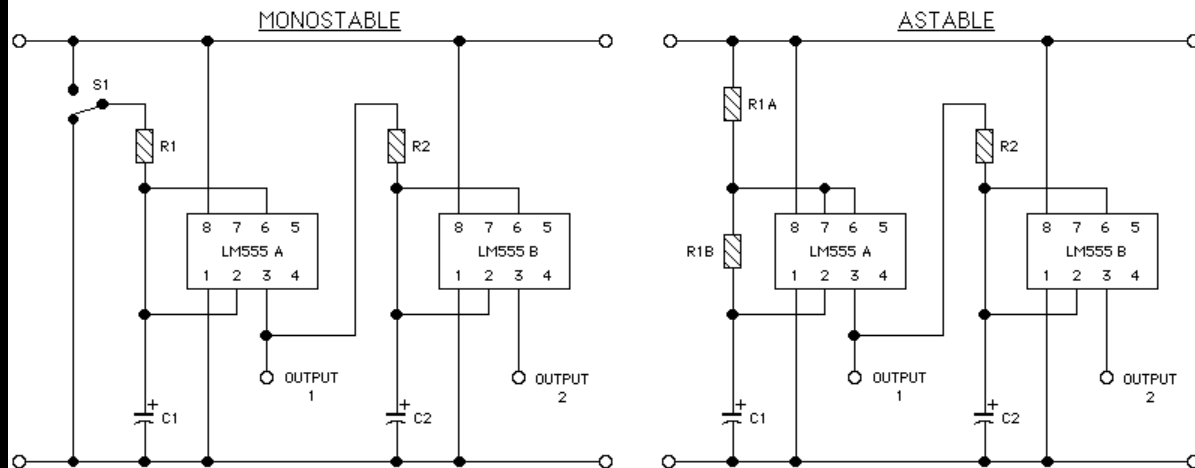 MONOSTABLE
S1
R1
R2
8 7 6 5
LM555 A
1 2 3 4
8 7 6 5
LM555 B
1 2 3 4
OUTPUT
1
OUTPUT
2
+
C1
+
C2
ASTABLE
R1A
R2
R1B
8 7 6 5
LM555 A
1 2 3 4
8 7 6 5
LM555 B
1 2 3 4
OUTPUT
1
OUTPUT
2
+
C1
+
C2